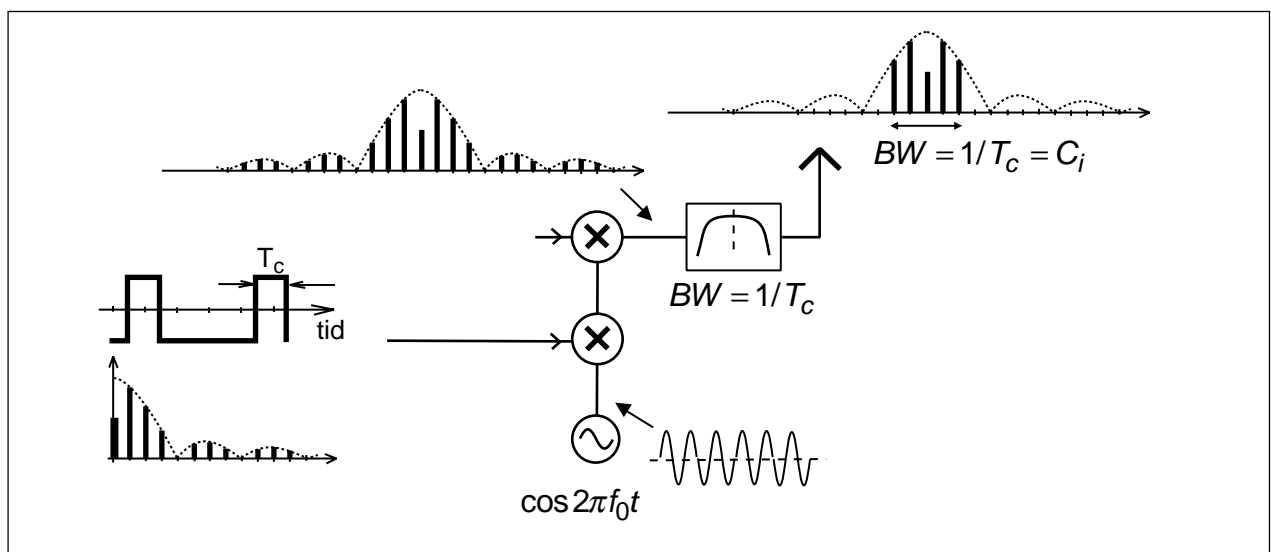 BW = 1/T_c = C_i
T_c
BW = 1/T_c
tid
cos 2πf_0t